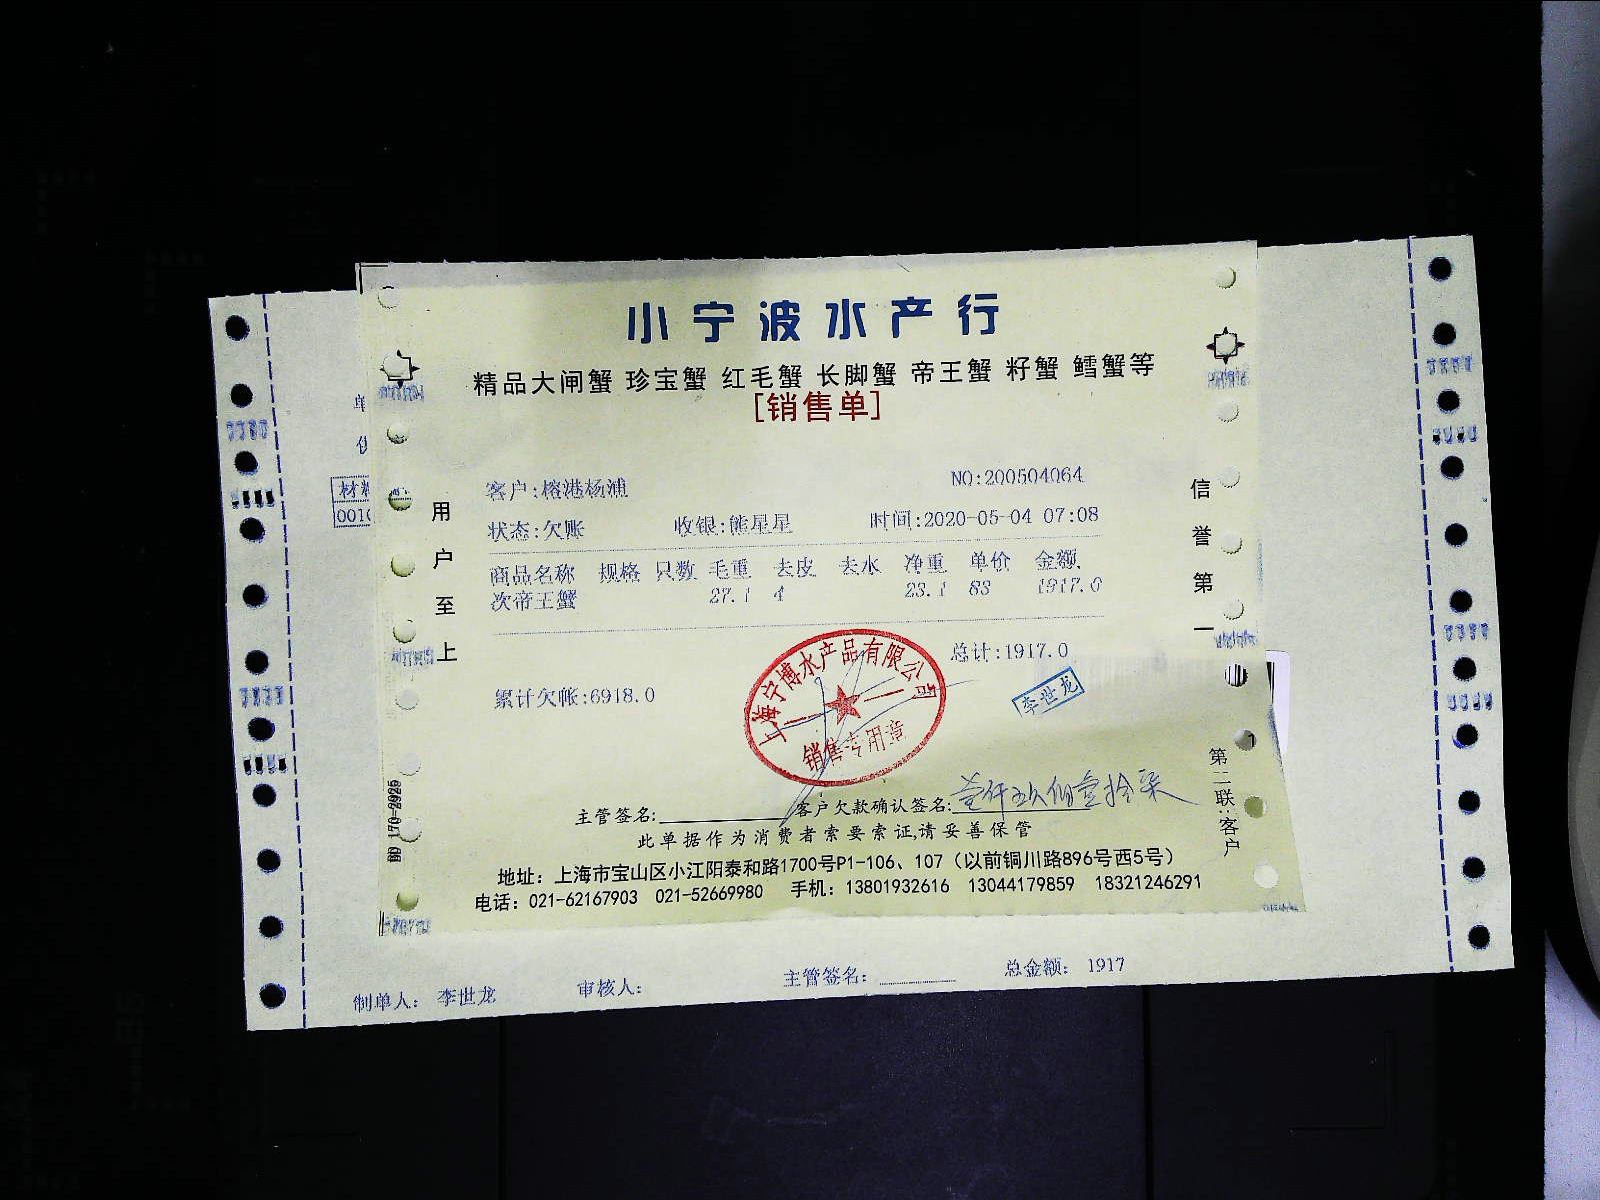 小宁波水产行
精品大闸蟹 珍宝蟹 红毛蟹 长脚蟹 帝王蟹 籽蟹 鳕蟹等
[销售单]
客户:榕港杨浦 NO:200504064
状态:欠账 收银:熊星星 时间:2020-05-04 07:08
商品名称 规格 只数 毛重 去皮 去水 净重 单价 金额
次帝王蟹 27.1 4 23.1 83 1917.0
总计:1917.0
累计欠帐:6918.0
上海宁博水产品有限公司
销售专用章
李世龙
用户至上
信誉第一
第二联:客户
主管签名: 客户欠款确认签名: 壹仟玖佰壹拾柒
此单据作为消费者索要索证,请妥善保管
地址：上海市宝山区小江阳泰和路1700号P1-106、107（以前铜川路896号西5号）
电话：021-62167903 021-52669980 手机：13801932616 13044179859 18321246291
单
材料
0010
制单人： 李世龙 审核人： 主管签名： 总金额： 1917